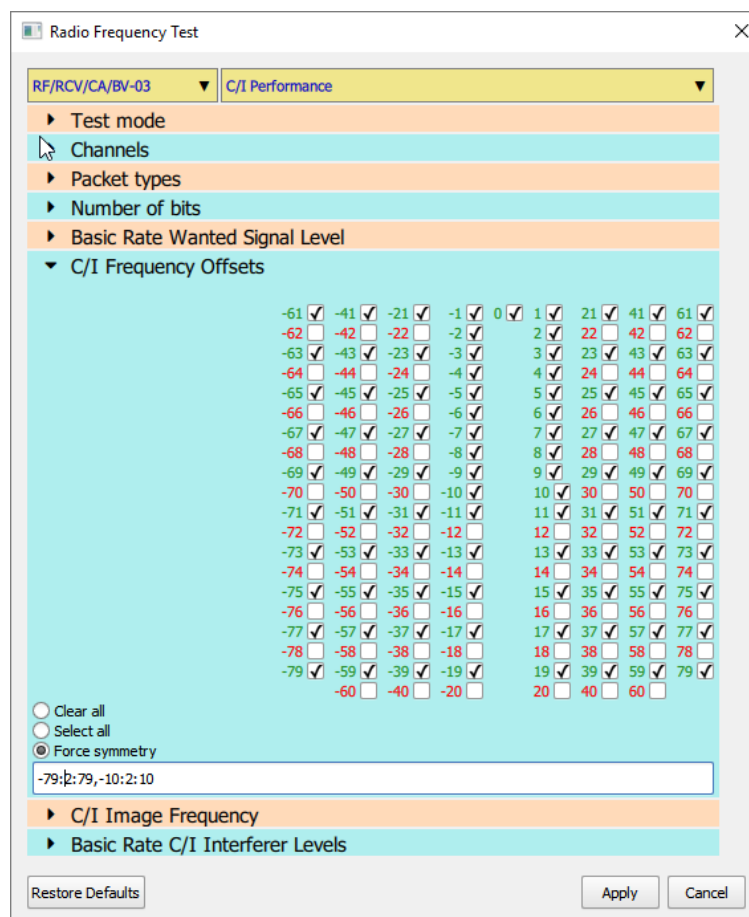 Radio Frequency Test
RF/RCV/CA/BV-03 C/I Performance
Test mode
Channels
Packet types
Number of bits
Basic Rate Wanted Signal Level
C/I Frequency Offsets
-61 -41 -21 -1 0 1 21 41 61
-62 -42 -22 -2 2 22 42 62
-63 -43 -23 -3 3 23 43 63
-64 -44 -24 -4 4 24 44 64
-65 -45 -25 -5 5 25 45 65
-66 -46 -26 -6 6 26 46 66
-67 -47 -27 -7 7 27 47 67
-68 -48 -28 -8 8 28 48 68
-69 -49 -29 -9 9 29 49 69
-70 -50 -30 -10 10 30 50 70
-71 -51 -31 -11 11 31 51 71
-72 -52 -32 -12 12 32 52 72
-73 -53 -33 -13 13 33 53 73
-74 -54 -34 -14 14 34 54 74
-75 -55 -35 -15 15 35 55 75
-76 -56 -36 -16 16 36 56 76
-77 -57 -37 -17 17 37 57 77
-78 -58 -38 -18 18 38 58 78
-79 -59 -39 -19 19 39 59 79
-60 -40 -20 20 40 60
Clear all
Select all
Force symmetry
-79:2:79,-10:2:10
C/I Image Frequency
Basic Rate C/I Interferer Levels
Restore Defaults Apply Cancel